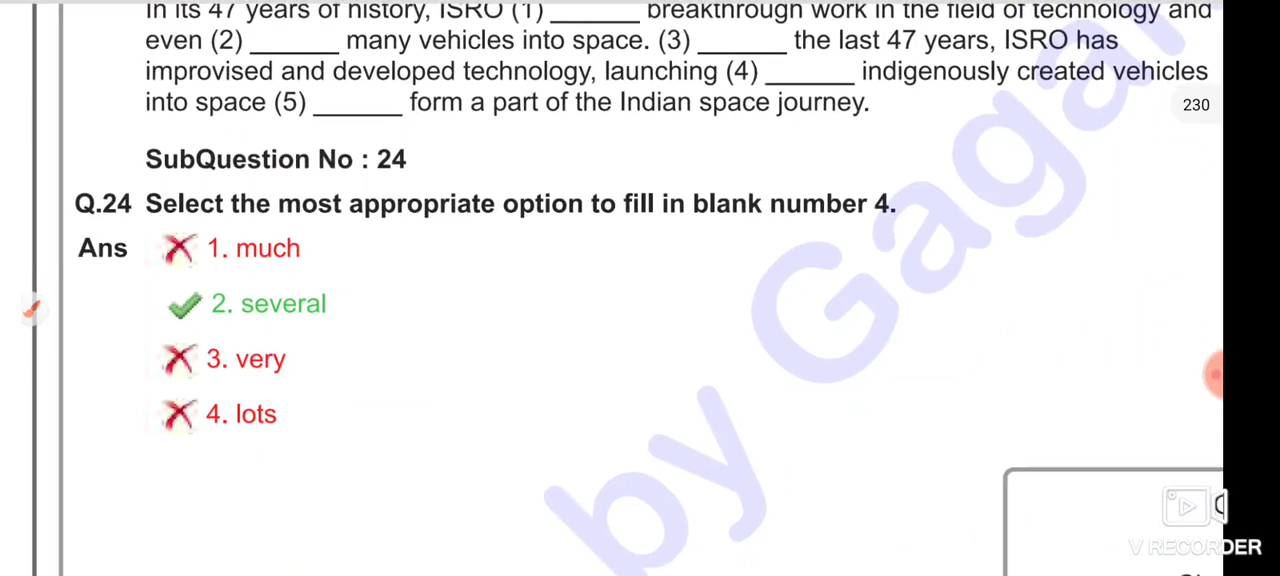 In its 47 years of history, ISRO (1) ______ breakthrough work in the field of technology and
even (2) ______ many vehicles into space. (3) ______ the last 47 years, ISRO has
improvised and developed technology, launching (4) ______ indigenously created vehicles
into space (5) ______ form a part of the Indian space journey.
230
SubQuestion No : 24
Q.24 Select the most appropriate option to fill in blank number 4.
Ans 1. much
2. several
3. very
4. lots
by Gaga
V RECORDER